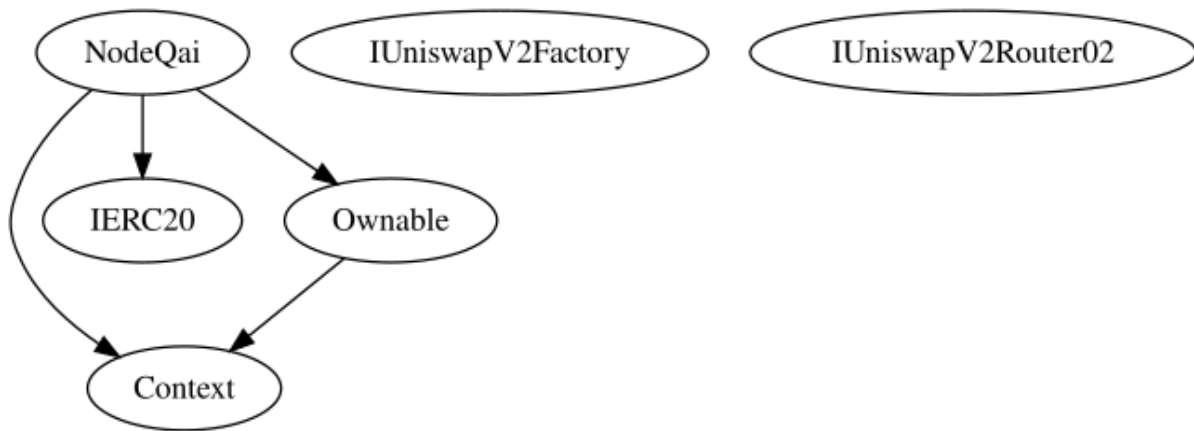 NodeQai
IUniswapV2Factory
IUniswapV2Router02
IERC20
Ownable
Context